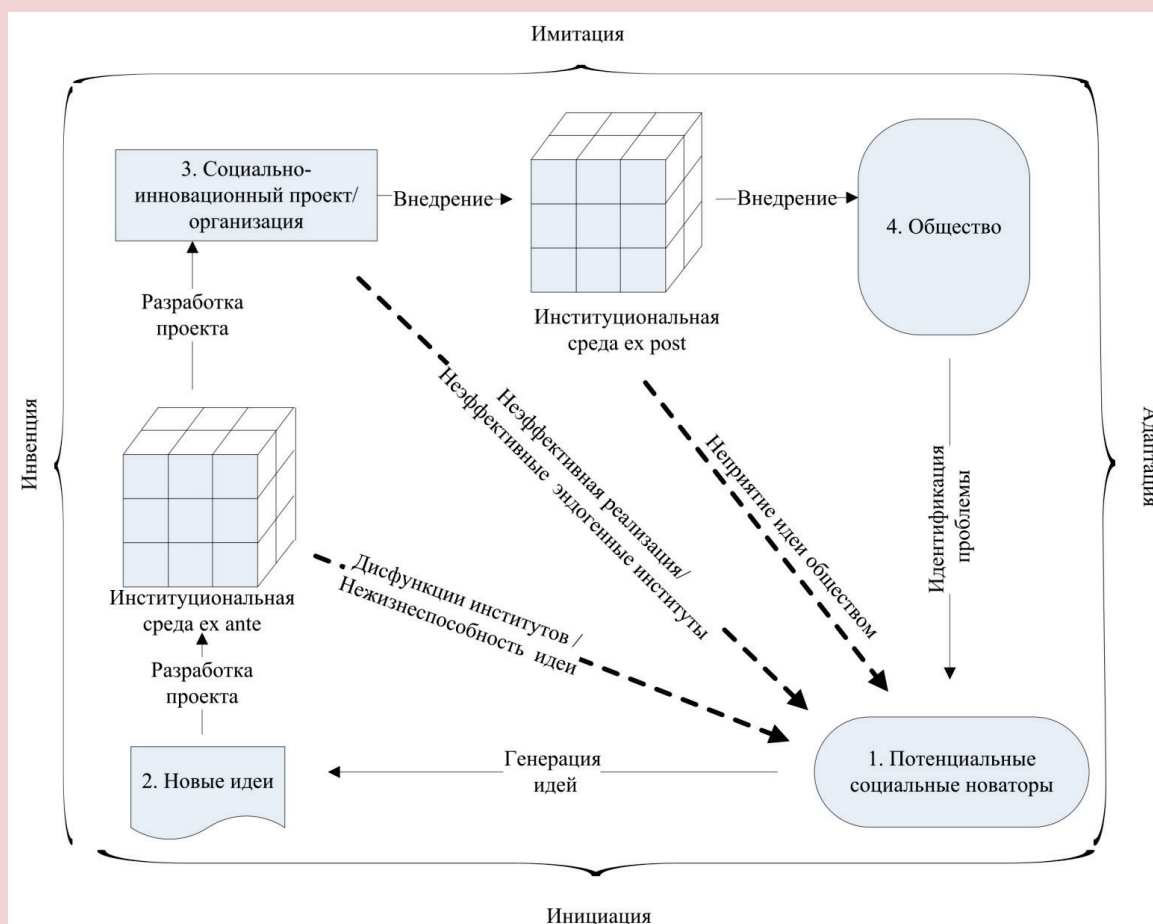 Имитация
3. Социально-
инновационный проект/
организация
Внедрение
Внедрение
4. Общество
Институциональная
среда ex post
Разработка
проекта
Инвенция
Адаптация
Неэффективная реализация/
Неэффективные эндогенные институты
Неприятие идеи обществом
Идентификация
проблемы
Институциональная
среда ex ante
Дисфункции институтов /
Нежизнеспособность идеи
Разработка
проекта
2. Новые идеи
Генерация
идей
1. Потенциальные
социальные новаторы
Инициация